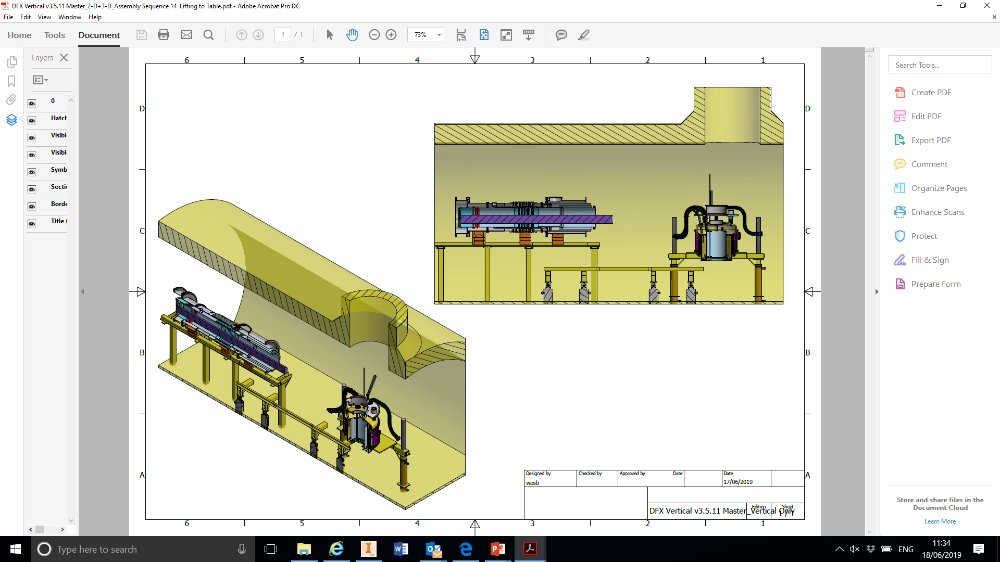 DFX Vertical v3.5.11 Master_2-D+3-D_Assembly Sequence 14 Lifting to Table.pdf - Adobe Acrobat Pro DC
File Edit View Window Help
Home Tools Document
1 / 1
73%
Layers
0
Hatch
Visibl
Visibl
Symb
Sectio
Borde
Title (
6 5 4 3 2 1
D D
C C
B B
A A
Designed by
wosb
Checked by
Approved by
Date
Date
17/06/2019
DFX Vertical v3.5.11 Master_Vertical Only
Edition
Sheet
1 / 1
6 5 4 3 2 1
Search Tools...
Create PDF
Edit PDF
Export PDF
Comment
Organize Pages
Enhance Scans
Protect
Fill & Sign
Prepare Form
Store and share files in the
Document Cloud
Learn More
Type here to search
ENG
11:34
18/06/2019